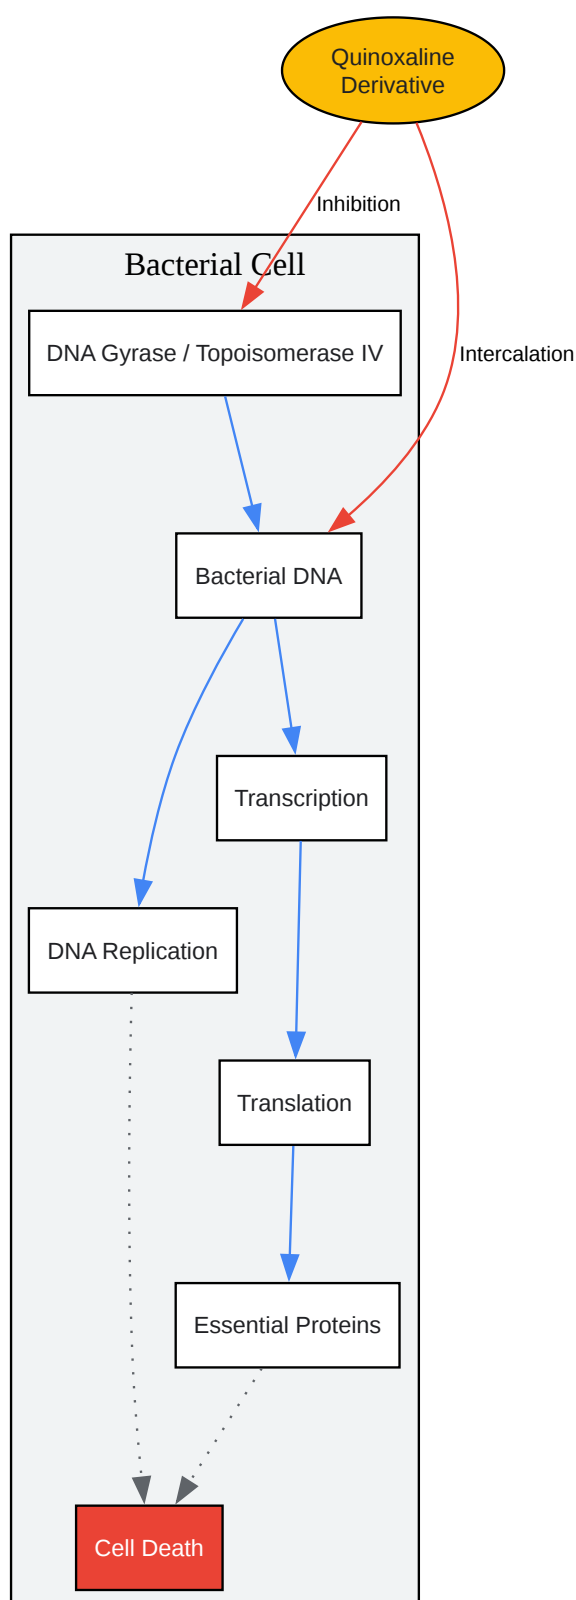 Quinoxaline
Derivative
Inhibition
Bacterial Cell
DNA Gyrase / Topoisomerase IV
Intercalation
Bacterial DNA
Transcription
DNA Replication
Translation
Essential Proteins
Cell Death